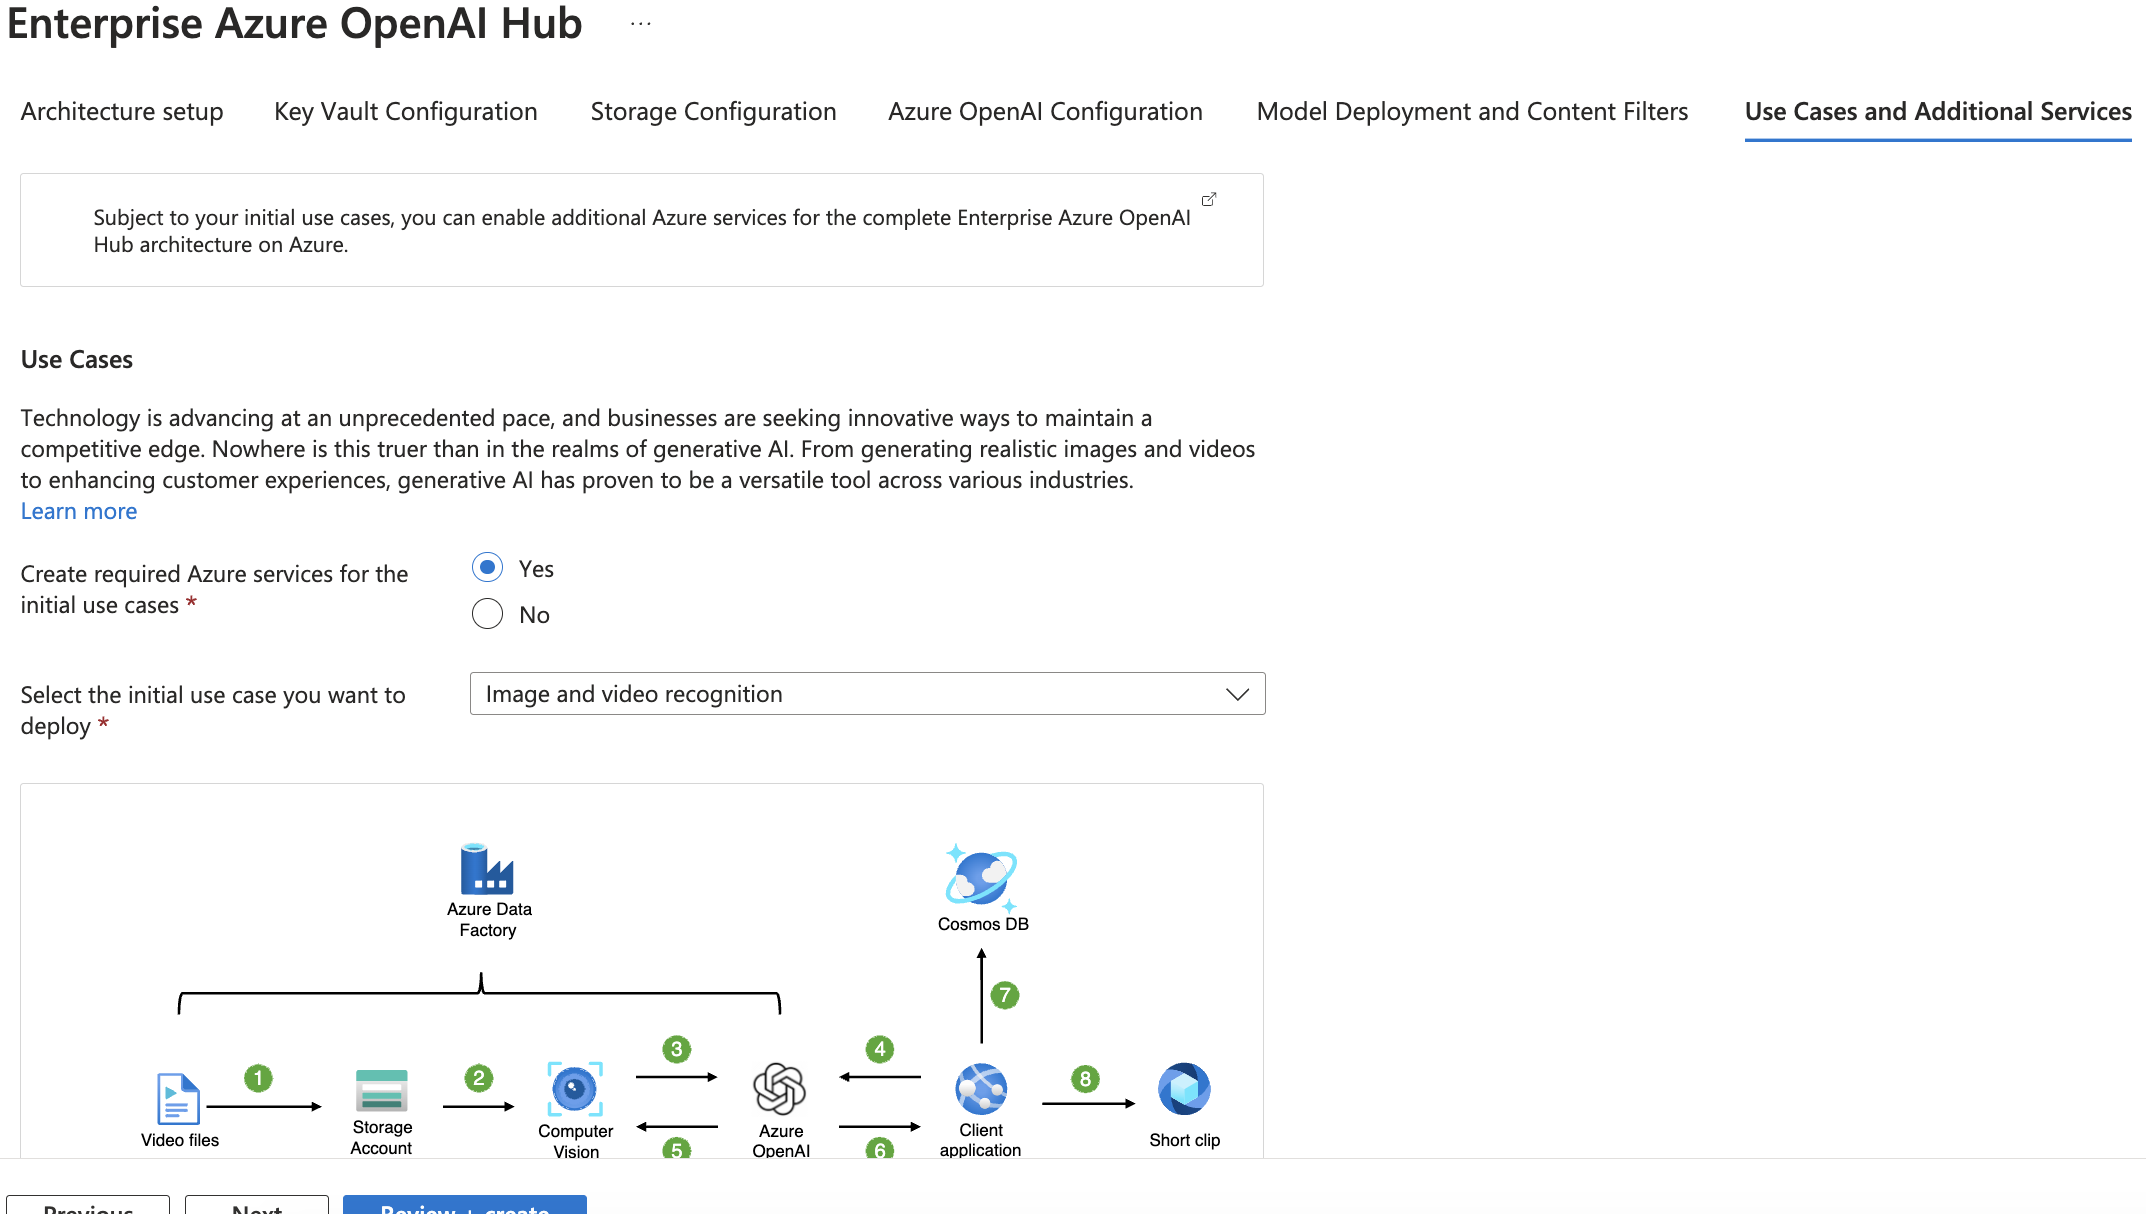 Enterprise Azure OpenAI Hub ...
Architecture setup
Key Vault Configuration
Storage Configuration
Azure OpenAI Configuration
Model Deployment and Content Filters
Use Cases and Additional Services
Subject to your initial use cases, you can enable additional Azure services for the complete Enterprise Azure OpenAI
Hub architecture on Azure.
Use Cases
Technology is advancing at an unprecedented pace, and businesses are seeking innovative ways to maintain a
competitive edge. Nowhere is this truer than in the realms of generative AI. From generating realistic images and videos
to enhancing customer experiences, generative AI has proven to be a versatile tool across various industries.
Learn more
Create required Azure services for the
initial use cases *
Yes
No
Select the initial use case you want to
deploy *
Image and video recognition
Azure Data
Factory
Cosmos DB
7
3
4
1
2
8
Video files
Storage
Account
Computer
Vision
Azure
OpenAI
Client
application
Short clip
5
6
Previous
Next
Review + create